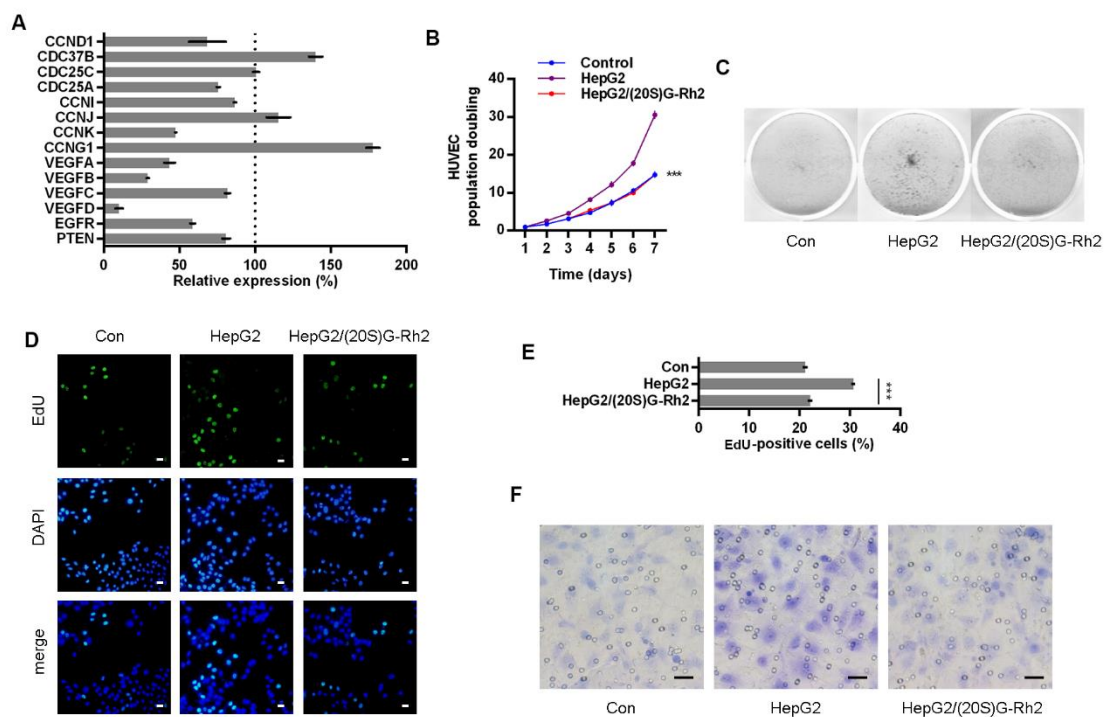 A
CCND1
CDC37B
CDC25C
CDC25A
CCNI
CCNJ
CCNK
CCNG1
VEGFA
VEGFB
VEGFC
VEGFD
EGFR
PTEN
0 50 100 150 200
Relative expression (%)
B
Control
HepG2
HepG2/(20S)G-Rh2
HUVEC
population doubling
40
30
20
10
0
***
1 2 3 4 5 6 7
Time (days)
C
Con HepG2 HepG2/(20S)G-Rh2
D
Con HepG2 HepG2/(20S)G-Rh2
EdU
DAPI
merge
E
Con
HepG2
HepG2/(20S)G-Rh2
***
0 10 20 30 40
EdU-positive cells (%)
F
Con HepG2 HepG2/(20S)G-Rh2